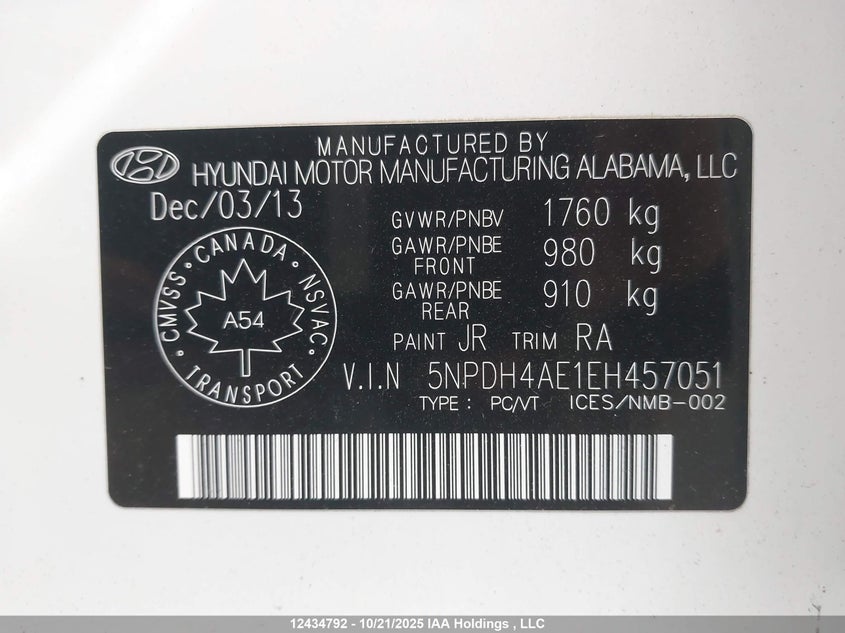 MANUFACTURED BY
HYUNDAI MOTOR MANUFACTURING ALABAMA, LLC
Dec/03/13
GVWR/PNBV 1760 kg
GAWR/PNBE FRONT 980 kg
GAWR/PNBE REAR 910 kg
PAINT JR TRIM RA
V.I.N 5NPDH4AE1EH457051
TYPE : PC/VT ICES/NMB-002
CMVSS • CANADA • NSVAC • TRANSPORT •
A54
12434792 - 10/21/2025 IAA Holdings , LLC